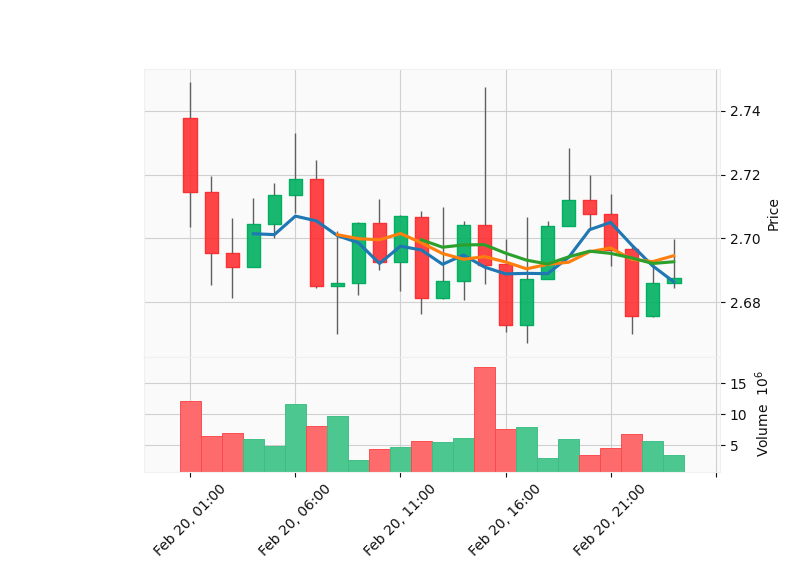 2.74
2.72
2.70
2.68
Price
15
10
5
Volume 10^6
Feb 20, 01:00
Feb 20, 06:00
Feb 20, 11:00
Feb 20, 16:00
Feb 20, 21:00